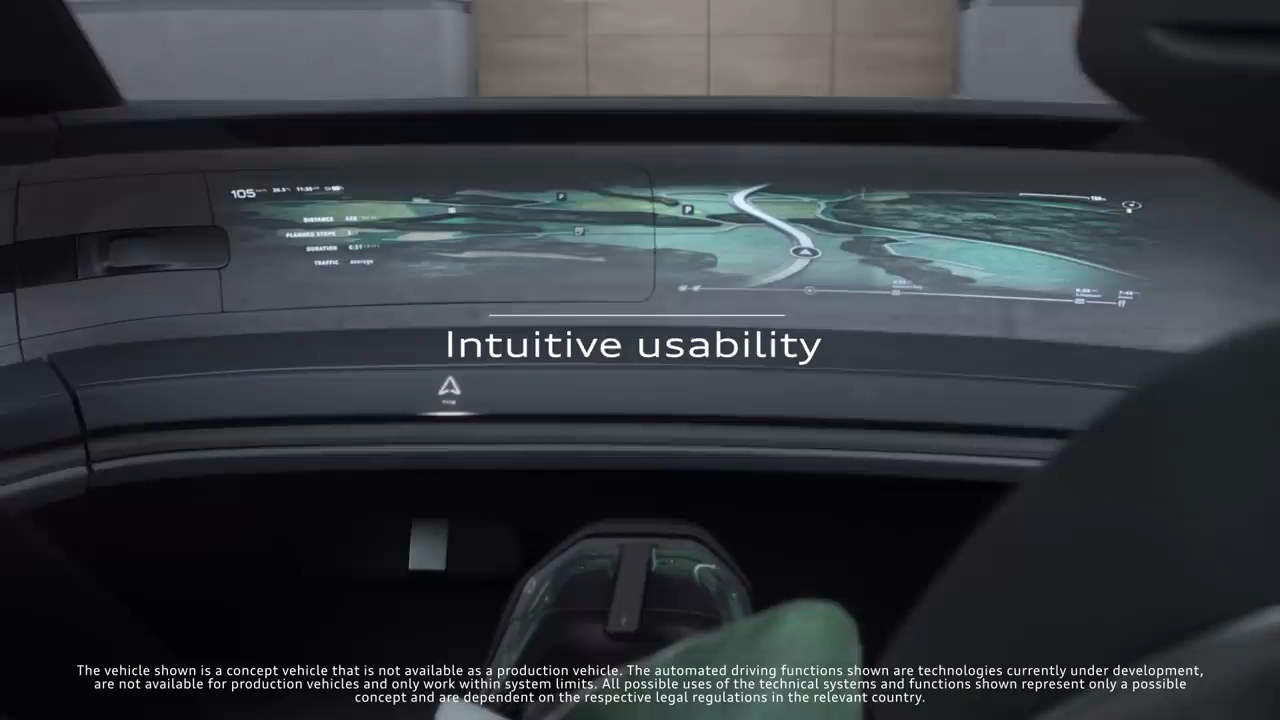 105
11:35
DISTANCE
PLANNED STOPS
DURATION
TRAFFIC average
P
P
Intuitive usability
The vehicle shown is a concept vehicle that is not available as a production vehicle. The automated driving functions shown are technologies currently under development,
are not available for production vehicles and only work within system limits. All possible uses of the technical systems and functions shown represent only a possible
concept and are dependent on the respective legal regulations in the relevant country.